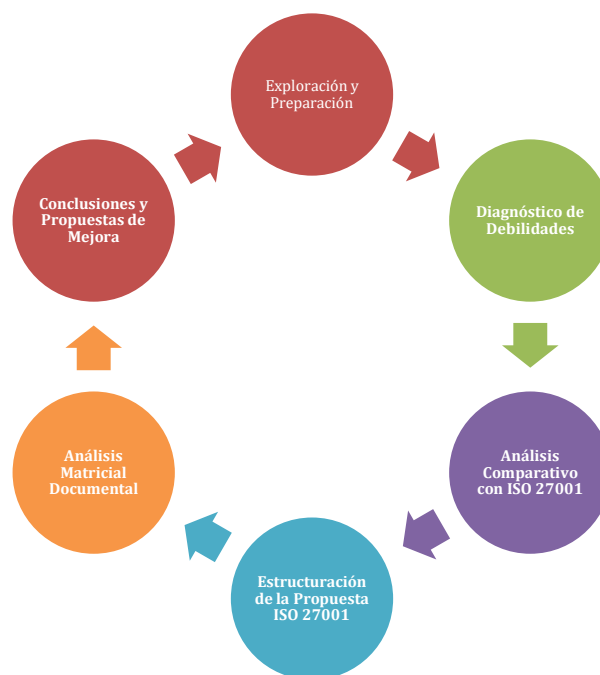 Exploración y
Preparación
Diagnóstico de
Debilidades
Análisis
Comparativo
con ISO 27001
Estructuración
de la Propuesta
ISO 27001
Análisis
Matricial
Documental
Conclusiones y
Propuestas de
Mejora